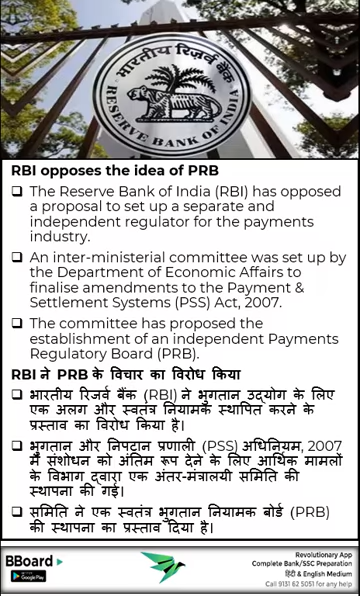 भारतीय रिज़र्व बैंक
RESERVE BANK OF INDIA
RBI opposes the idea of PRB
❑ The Reserve Bank of India (RBI) has opposed
a proposal to set up a separate and
independent regulator for the payments
industry.
❑ An inter-ministerial committee was set up by
the Department of Economic Affairs to
finalise amendments to the Payment &
Settlement Systems (PSS) Act, 2007.
❑ The committee has proposed the
establishment of an independent Payments
Regulatory Board (PRB).
RBI ने PRB के विचार का विरोध किया
❑ भारतीय रिजर्व बैंक (RBI) ने भुगतान उद्योग के लिए
एक अलग और स्वतंत्र नियामक स्थापित करने के
प्रस्ताव का विरोध किया है।
❑ भुगतान और निपटान प्रणाली (PSS) अधिनियम, 2007
में संशोधन को अंतिम रूप देने के लिए आर्थिक मामलों
के विभाग द्वारा एक अंतर-मंत्रालयी समिति की
स्थापना की गई।
❑ समिति ने एक स्वतंत्र भुगतान नियामक बोर्ड (PRB)
की स्थापना का प्रस्ताव दिया है।
BBoard
Google Play
Revolutionary App
Complete Bank/SSC Preparation
हिंदी & English Medium
Call 9131 62 5051 for any help